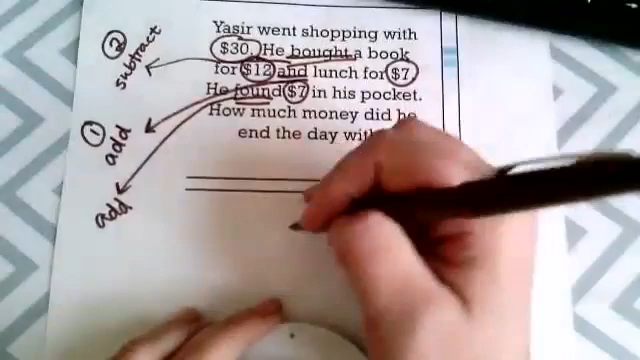 Yasir went shopping with
$30. He bought a book
for $12 and lunch for $7
He found $7 in his pocket.
How much money did he
end the day with
② subtract
① add
add